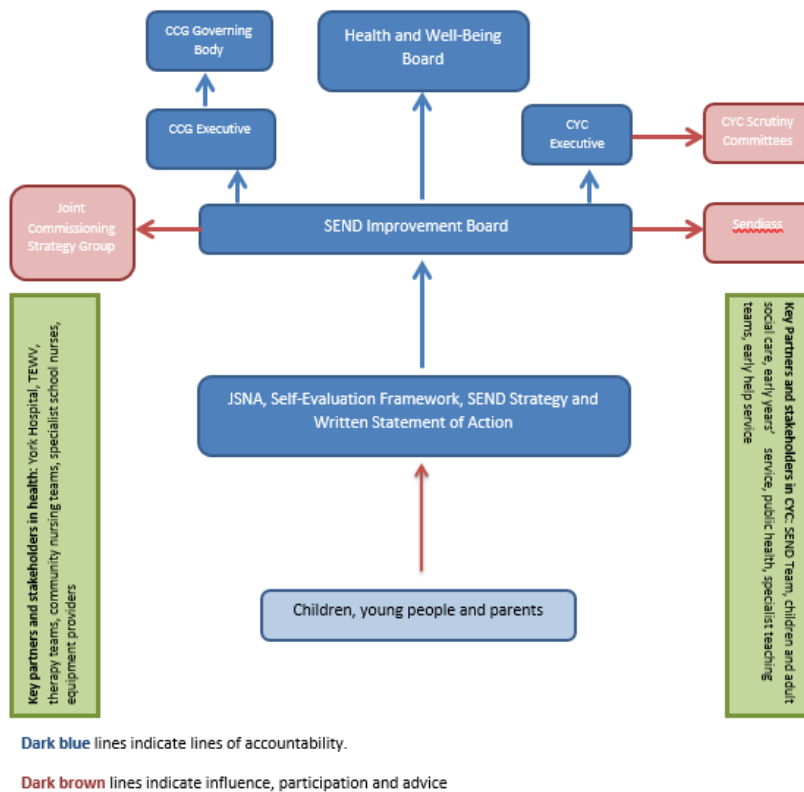 CCG Governing
Body
Health and Well-Being
Board
CCG Executive
CYC
Executive
CYC Scrutiny
Committees
Joint
Commissioning
Strategy Group
SEND Improvement Board
Sendiass
Key partners and stakeholders in health: York Hospital, TEWV,
therapy teams, community nursing teams, specialist school nurses,
equipment providers
Key Partners and stakeholders in CYC: SEND Team, children and adult
social care, early years' service, public health, specialist teaching
teams, early help service
JSNA, Self-Evaluation Framework, SEND Strategy and
Written Statement of Action
Children, young people and parents
Dark blue lines indicate lines of accountability.
Dark brown lines indicate influence, participation and advice